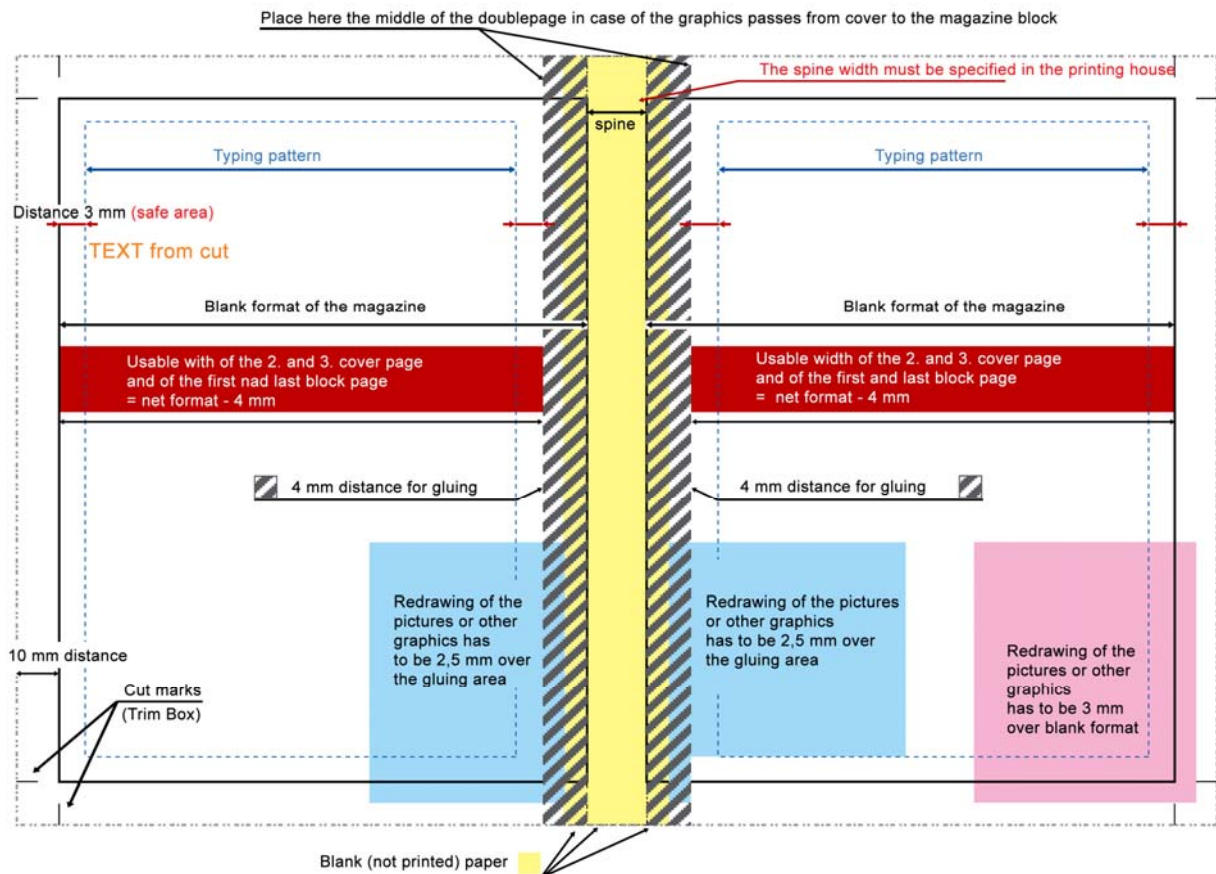 Place here the middle of the doublepage in case of the graphics passes from cover to the magazine block
The spine width must be specified in the printing house
spine
Typing pattern
Typing pattern
Distance 3 mm (safe area)
TEXT from cut
Blank format of the magazine
Blank format of the magazine
Usable with of the 2. and 3. cover page
and of the first nad last block page
= net format - 4 mm
Usable width of the 2. and 3. cover page
and of the first and last block page
= net format - 4 mm
4 mm distance for gluing
4 mm distance for gluing
Redrawing of the
pictures or other
graphics has
to be 2,5 mm over
the gluing area
Redrawing of the pictures
or other graphics
has to be 2,5 mm over
the gluing area
Redrawing of the
pictures or other
graphics
has to be 3 mm
over blank format
10 mm distance
Cut marks
(Trim Box)
Blank (not printed) paper